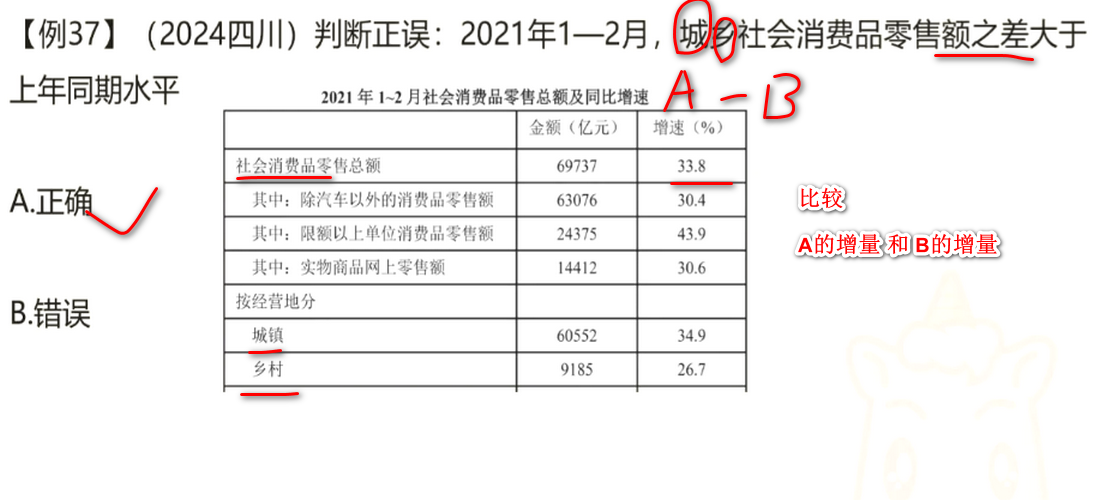 【例37】（2024四川）判断正误：2021年1—2月，城乡社会消费品零售额之差大于
上年同期水平
A - B
2021 年 1~2 月社会消费品零售总额及同比增速
金额（亿元） 增速（%）
社会消费品零售总额 69737 33.8
其中：除汽车以外的消费品零售额 63076 30.4
其中：限额以上单位消费品零售额 24375 43.9
其中：实物商品网上零售额 14412 30.6
按经营地分
城镇 60552 34.9
乡村 9185 26.7
A.正确
B.错误
比较
A的增量 和 B的增量